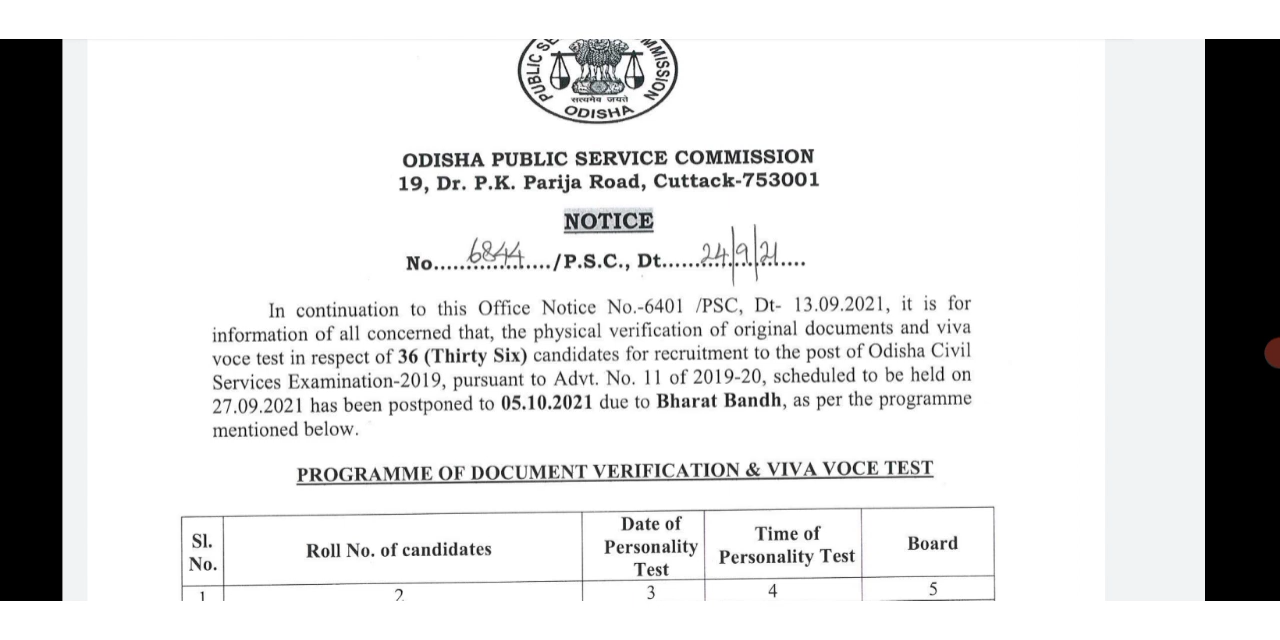 PUBLIC SE MMISSION
सत्यमेव जयते
ODISHA
ODISHA PUBLIC SERVICE COMMISSION
19, Dr. P.K. Parija Road, Cuttack-753001
NOTICE
No......6844....../P.S.C., Dt......24/9/21....
In continuation to this Office Notice No.-6401 /PSC, Dt- 13.09.2021, it is for
information of all concerned that, the physical verification of original documents and viva
voce test in respect of 36 (Thirty Six) candidates for recruitment to the post of Odisha Civil
Services Examination-2019, pursuant to Advt. No. 11 of 2019-20, scheduled to be held on
27.09.2021 has been postponed to 05.10.2021 due to Bharat Bandh, as per the programme
mentioned below.
PROGRAMME OF DOCUMENT VERIFICATION & VIVA VOCE TEST
Sl. No. Roll No. of candidates Date of Personality Test Time of Personality Test Board
1 2 3 4 5